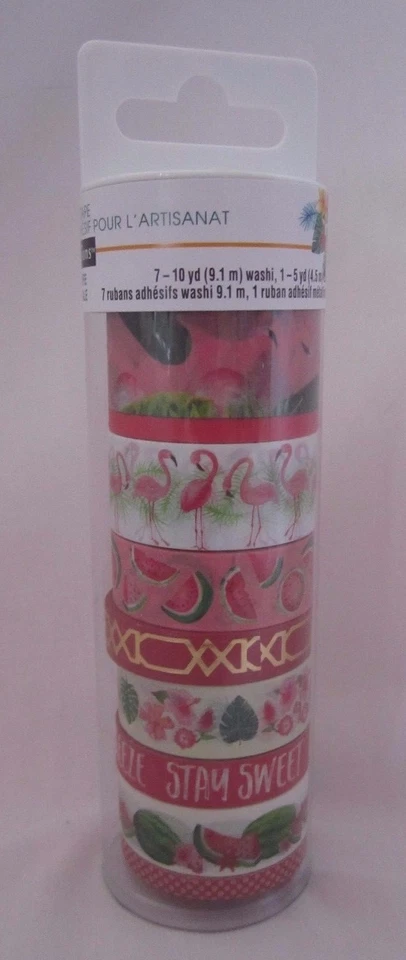 POUR L'ARTISANAT
7 – 10 yd (9.1 m) washi, 1 – 5 yd (4.5
7 rubans adhésifs washi 9.1 m, 1 ruban adhésif
STAY SWEET